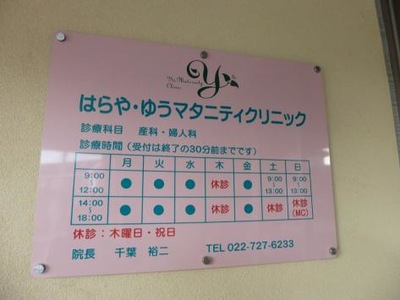 y
Yu Maternity
Clinic
はらや・ゆうマタニティクリニック
診療科目 産科・婦人科
診療時間（受付は終了の30分前までです）
月 火 水 木 金 土 日
9:00〜12:00 ● ● ● 休診 ● 9:00〜13:00 9:00〜13:00
14:00〜18:00 ● ● ● 休診 ● 休診 休診(MC)
休診：木曜日・祝日
院長 千葉 裕二 TEL 022-727-6233